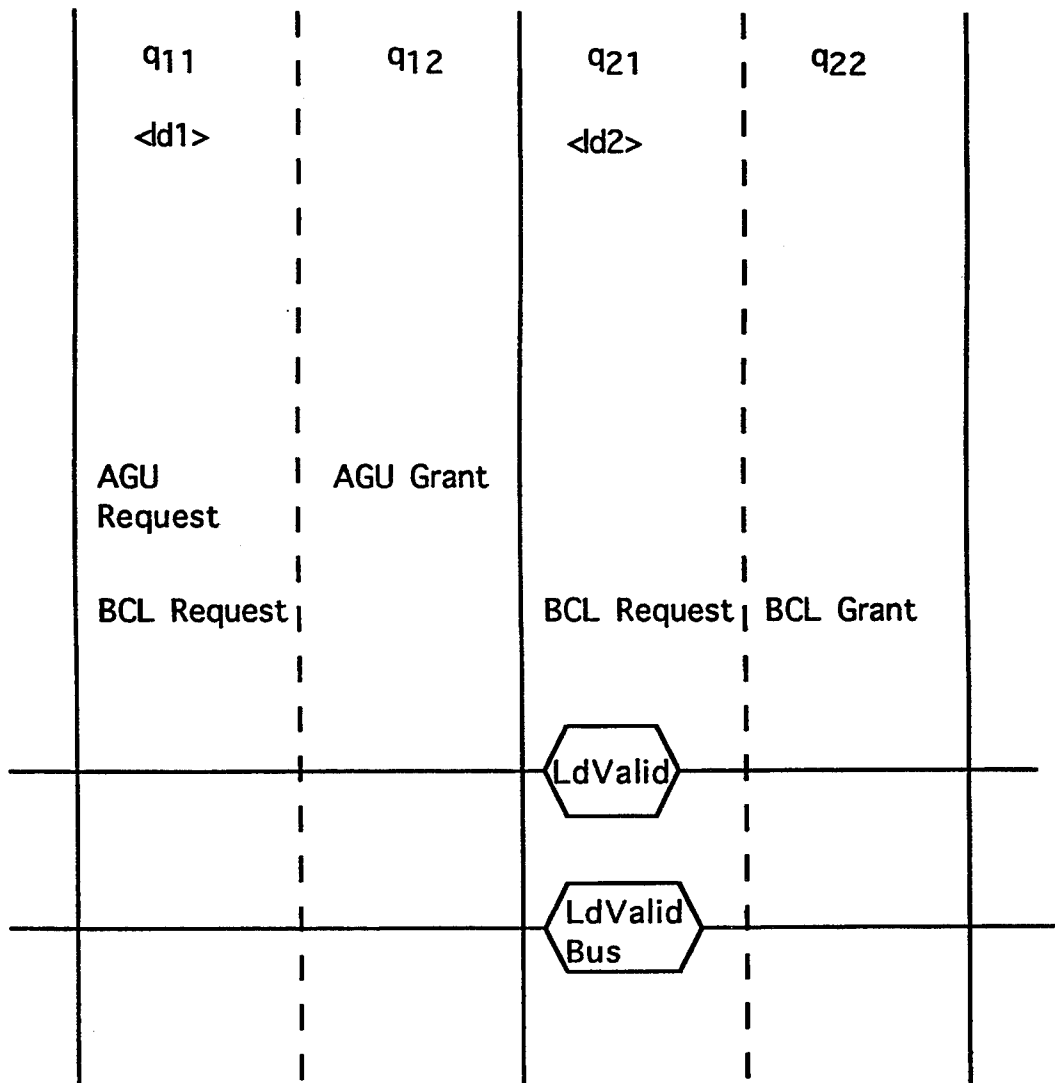 q11 q12 q21 q22
<ld1> <ld2>
AGU Request AGU Grant
BCL Request BCL Request BCL Grant
LdValid
LdValid
Bus